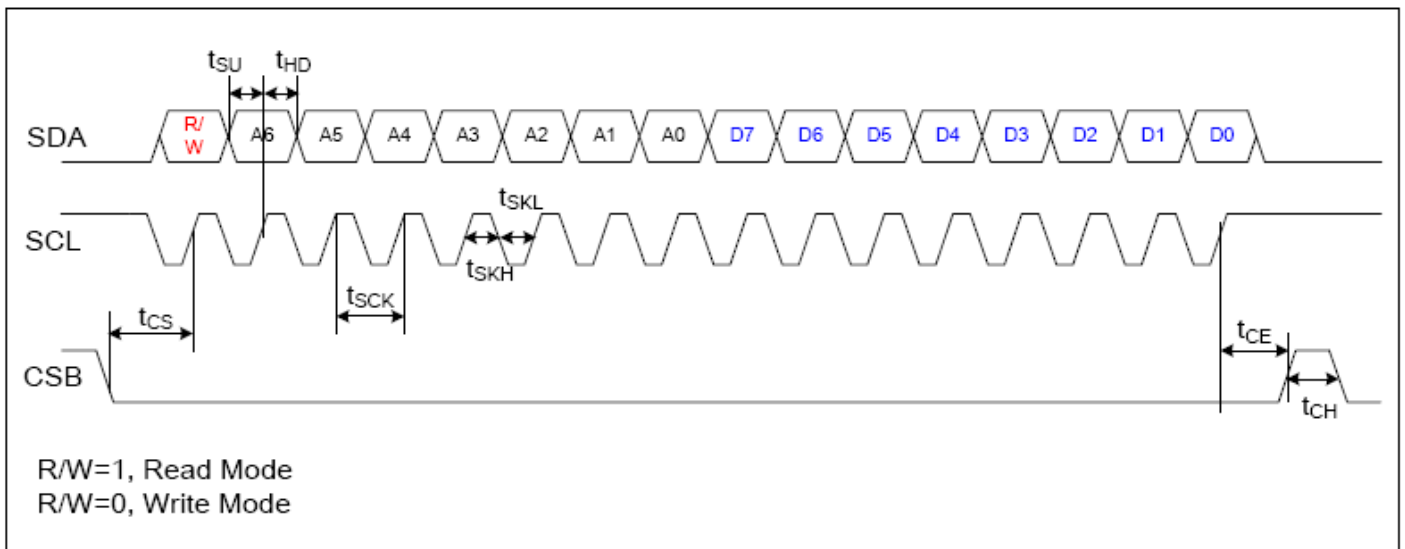 tSU tHD
SDA R/W A6 A5 A4 A3 A2 A1 A0 D7 D6 D5 D4 D3 D2 D1 D0
tSKL
SCL
tSKH
tSCK
tCS
tCE
CSB
tCH
R/W=1, Read Mode
R/W=0, Write Mode